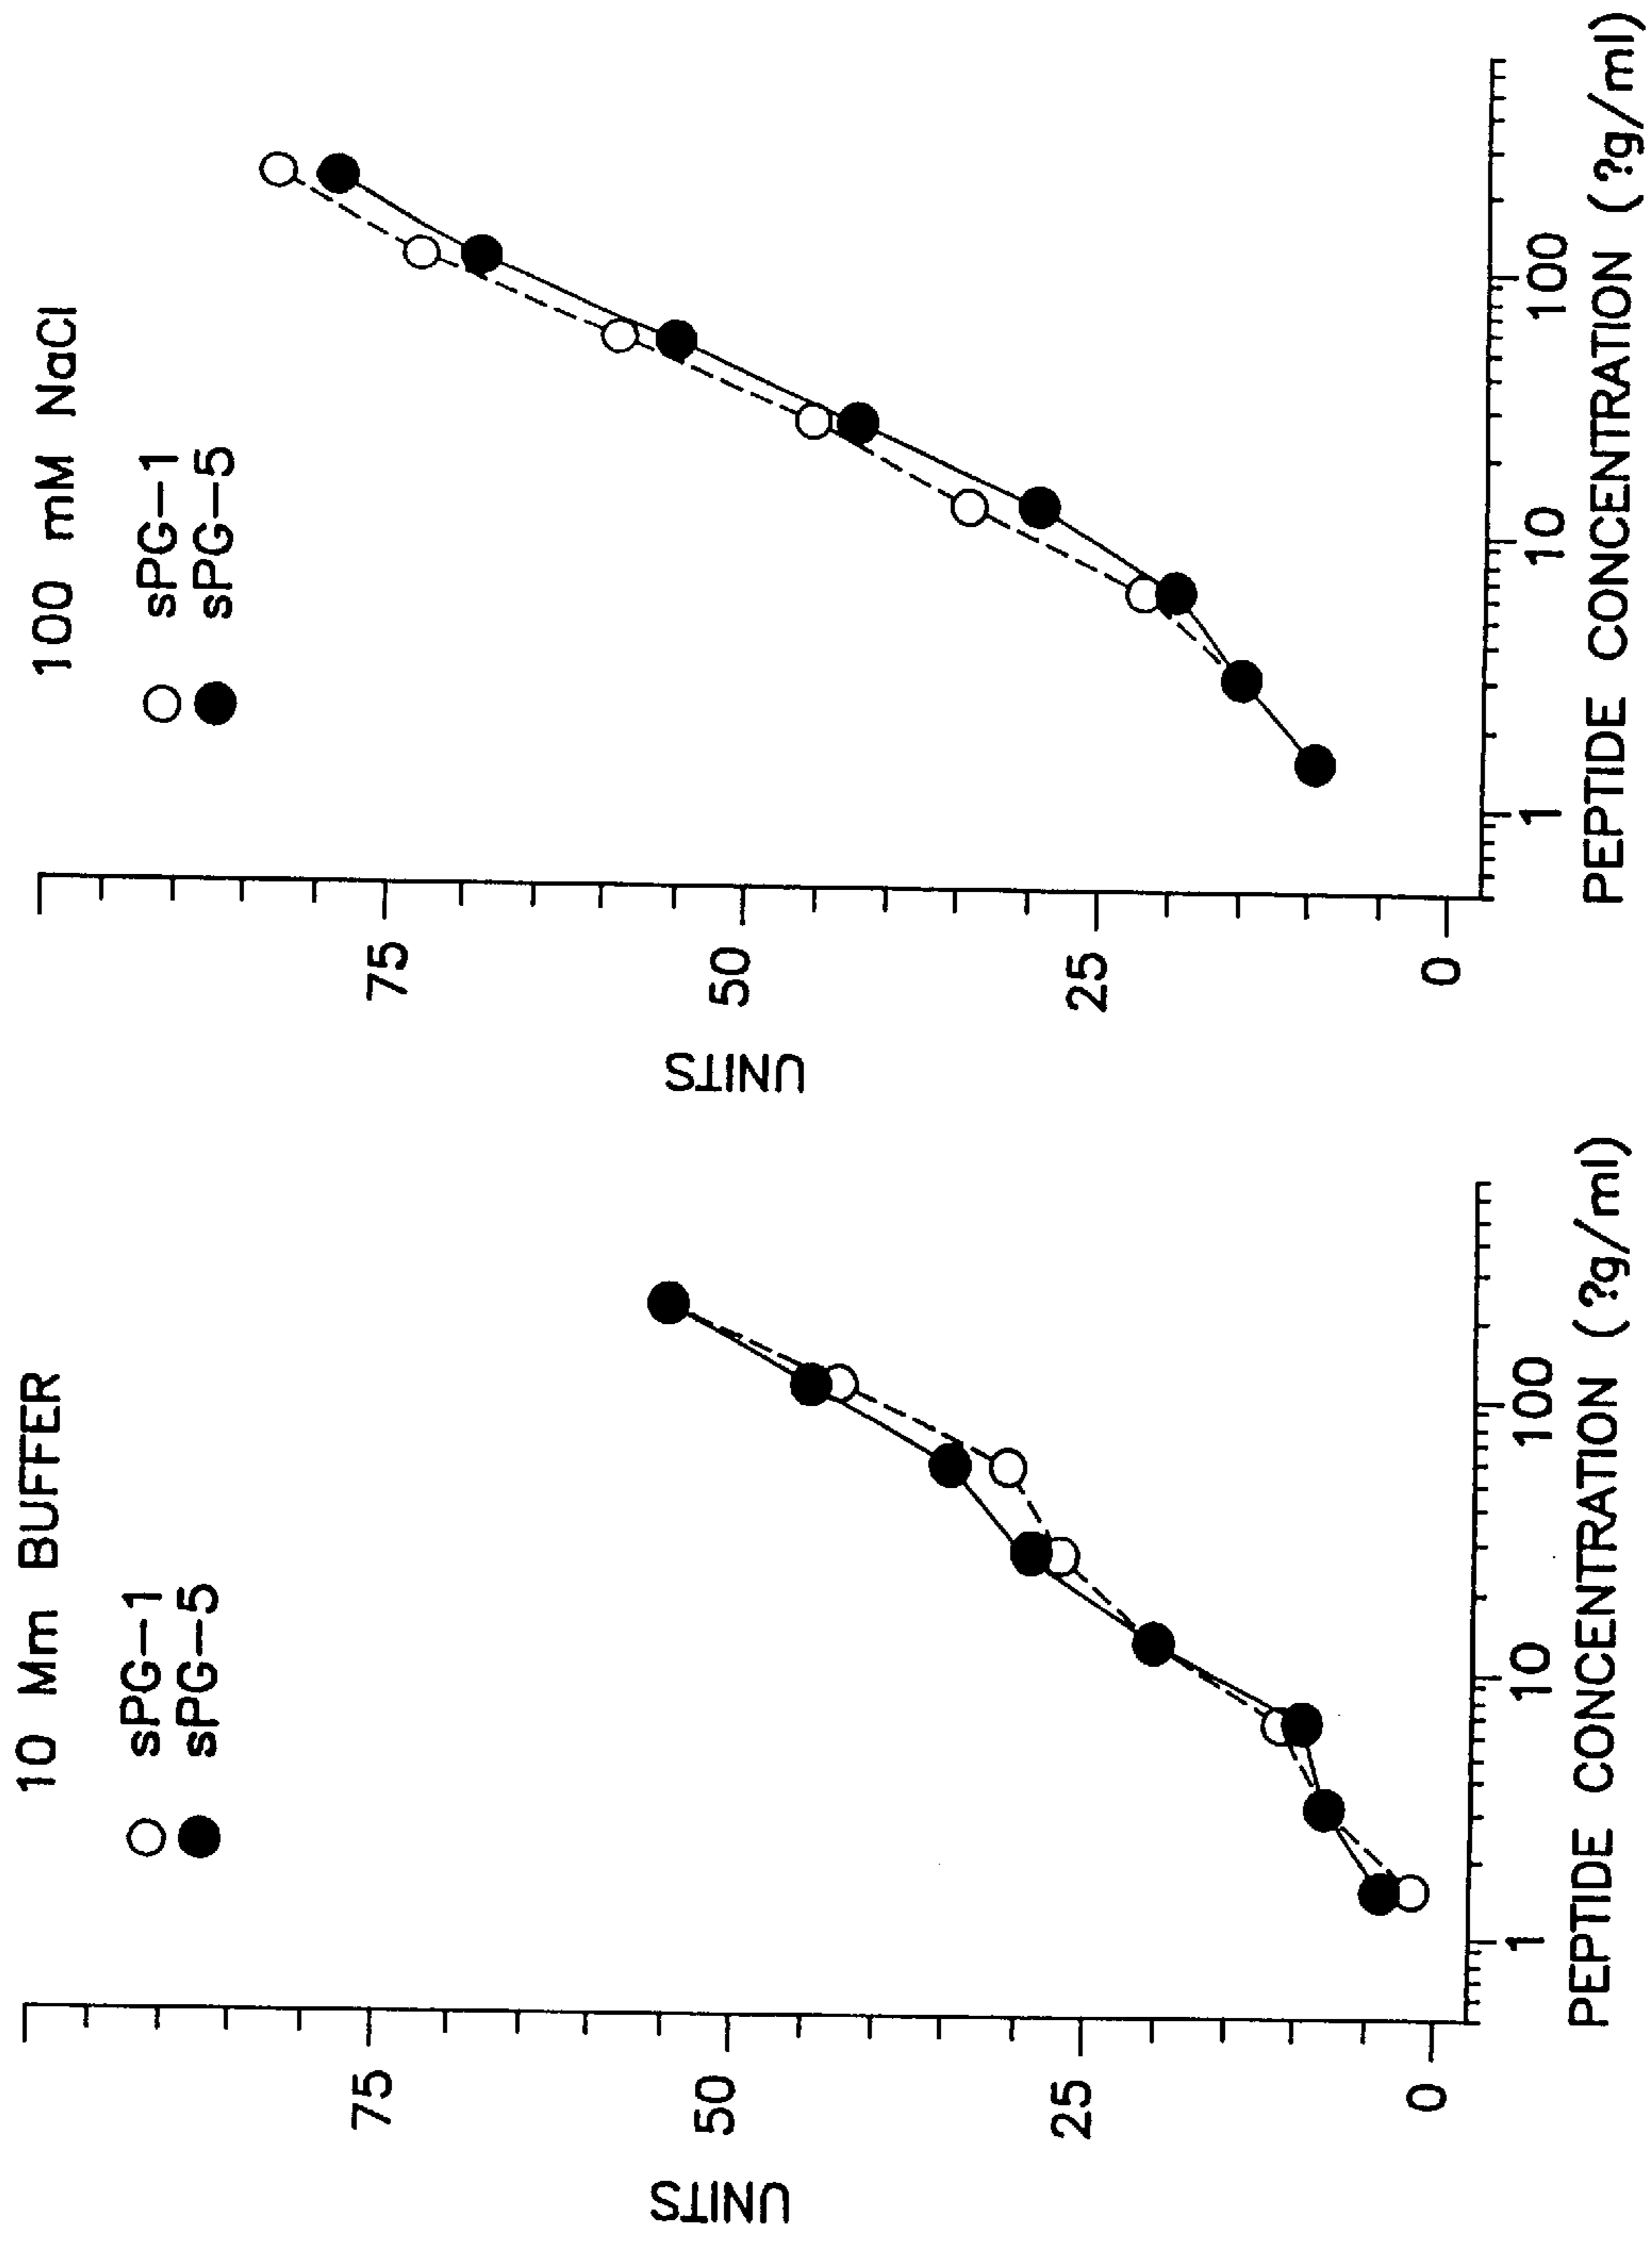 10 Mm BUFFER
sPG-1
sPG-5
UNITS
75
50
25
0
1
10
100
PEPTIDE CONCENTRATION (?g/ml)
100 mM NaCl
sPG-1
sPG-5
UNITS
75
50
25
0
1
10
100
PEPTIDE CONCENTRATION (?g/ml)